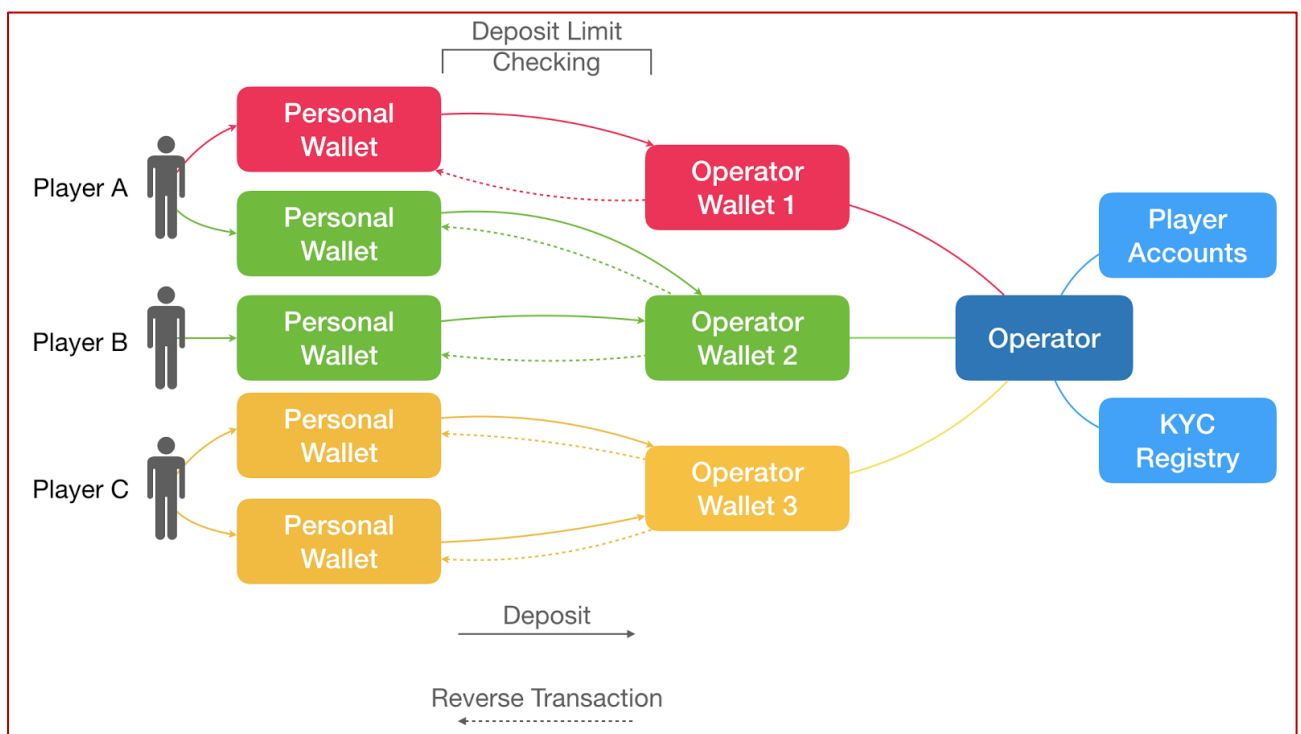 Deposit Limit
Checking
Personal
Wallet
Player A
Operator
Wallet 1
Personal
Wallet
Player
Accounts
Player B
Personal
Wallet
Operator
Wallet 2
Operator
Personal
Wallet
KYC
Registry
Player C
Operator
Wallet 3
Personal
Wallet
Deposit
Reverse Transaction